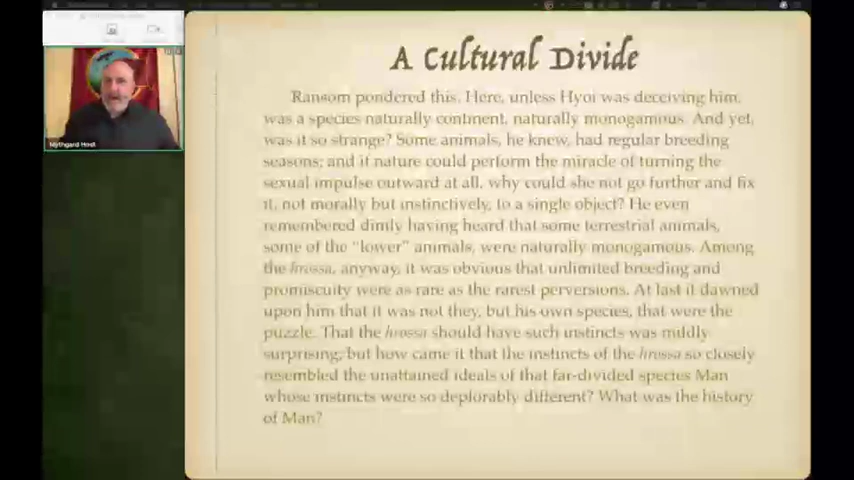 A Cultural Divide
Ransom pondered this. Here, unless Hyoi was deceiving him,
was a species naturally continent, naturally monogamous. And yet,
was it so strange? Some animals, he knew, had regular breeding
seasons; and if nature could perform the miracle of turning the
sexual impulse outward at all, why could she not go further and fix
it, not morally but instinctively, to a single object? He even
remembered dimly having heard that some terrestrial animals,
some of the "lower" animals, were naturally monogamous. Among
the hrossa, anyway, it was obvious that unlimited breeding and
promiscuity were as rare as the rarest perversions. At last it dawned
upon him that it was not they, but his own species, that were the
puzzle. That the hrossa should have such instincts was mildly
surprising; but how came it that the instincts of the hrossa so closely
resembled the unattained ideals of that far-divided species Man
whose instincts were so deplorably different? What was the history
of Man?
Mythgard Host